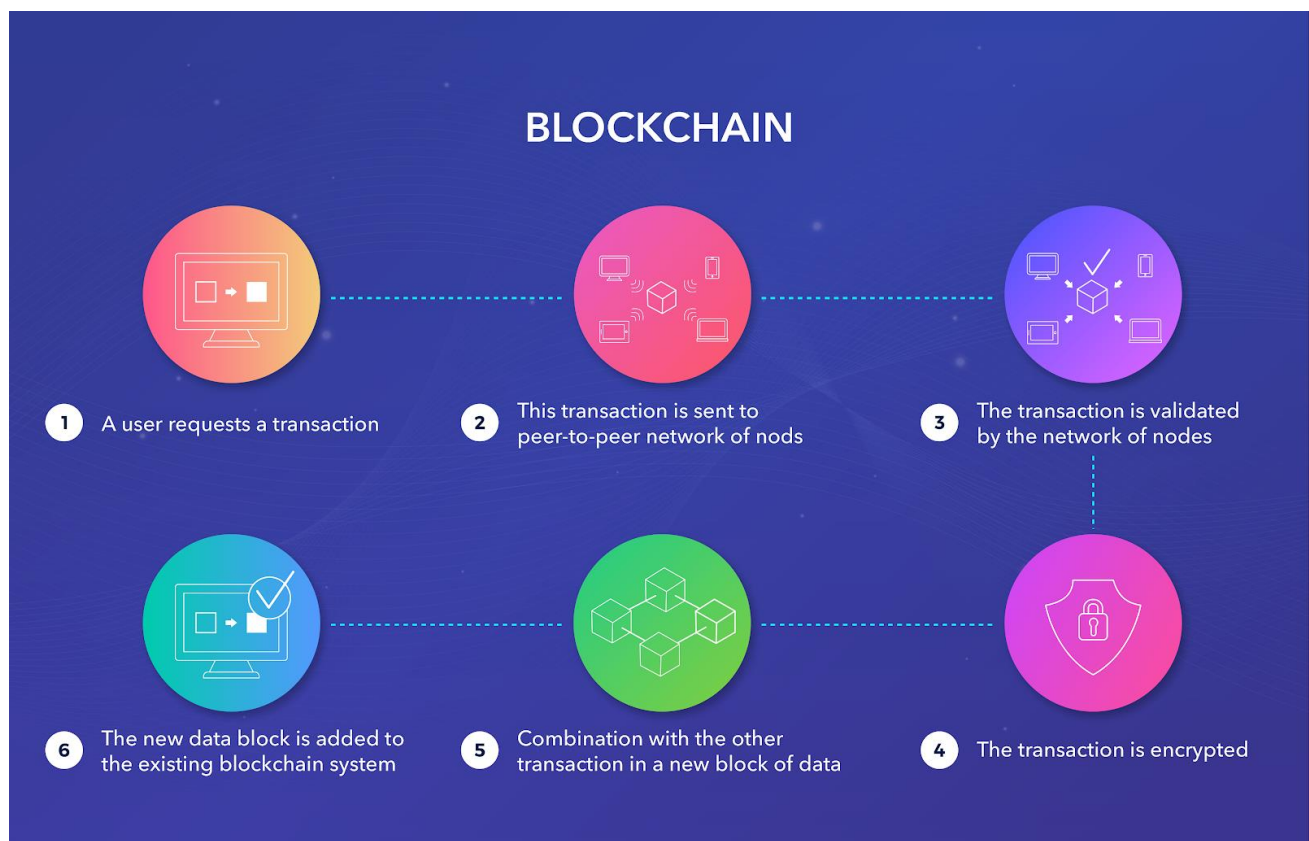 BLOCKCHAIN
1 A user requests a transaction
2 This transaction is sent to
peer-to-peer network of nods
3 The transaction is validated
by the network of nodes
4 The transaction is encrypted
5 Combination with the other
transaction in a new block of data
6 The new data block is added to
the existing blockchain system